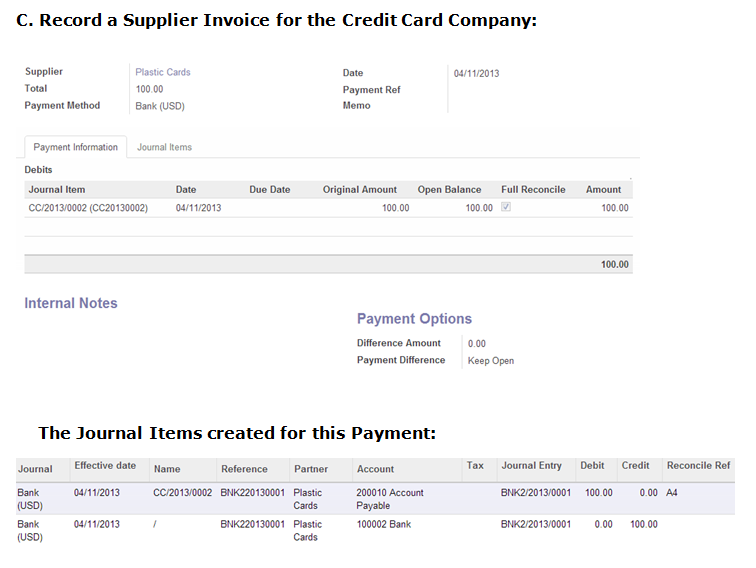 C. Record a Supplier Invoice for the Credit Card Company:
Supplier Plastic Cards Date 04/11/2013
Total 100.00 Payment Ref
Payment Method Bank (USD) Memo
Payment Information Journal Items
Debits
Journal Item Date Due Date Original Amount Open Balance Full Reconcile Amount
CC/2013/0002 (CC20130002) 04/11/2013 100.00 100.00 100.00
100.00
Internal Notes
Payment Options
Difference Amount 0.00
Payment Difference Keep Open
The Journal Items created for this Payment:
Journal Effective date Name Reference Partner Account Tax Journal Entry Debit Credit Reconcile Ref
Bank 04/11/2013 CC/2013/0002 BNK220130001 Plastic 200010 Account BNK2/2013/0001 100.00 0.00 A4
(USD) Cards Payable
Bank 04/11/2013 / BNK220130001 Plastic 100002 Bank BNK2/2013/0001 0.00 100.00
(USD) Cards